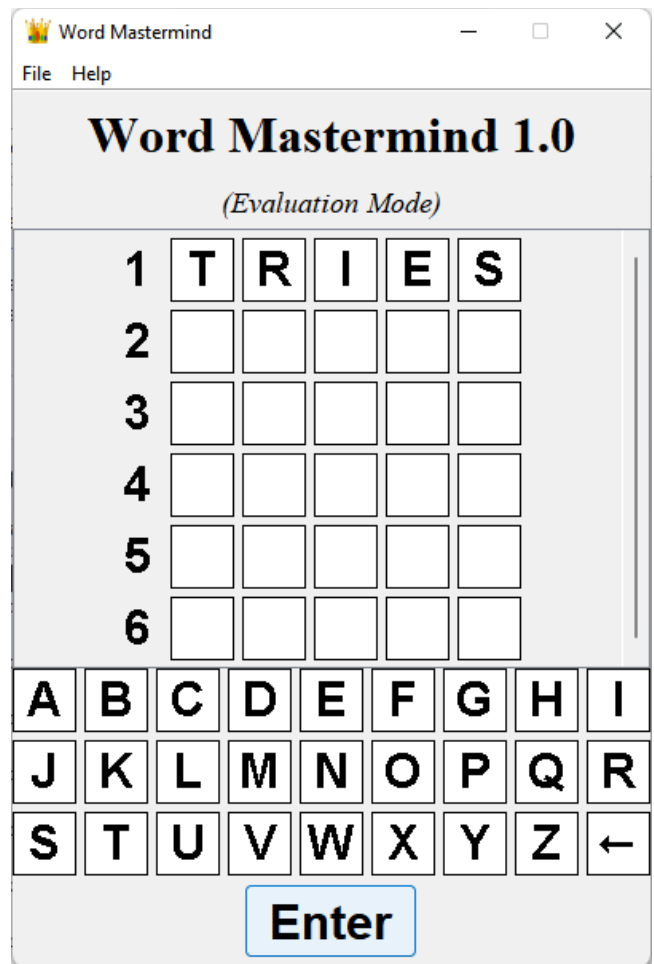 Word Mastermind
File Help
Word Mastermind 1.0
(Evaluation Mode)
1 T R I E S
2
3
4
5
6
A B C D E F G H I
J K L M N O P Q R
S T U V W X Y Z ←
Enter